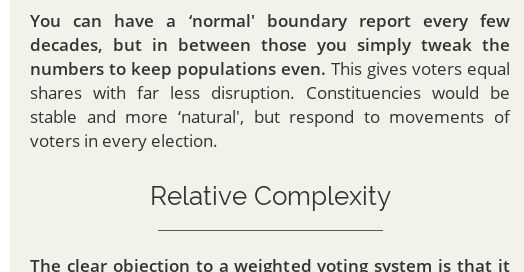 You can have a ‘normal' boundary report every few
decades, but in between those you simply tweak the
numbers to keep populations even. This gives voters equal
shares with far less disruption. Constituencies would be
stable and more ‘natural', but respond to movements of
voters in every election.
Relative Complexity
The clear objection to a weighted voting system is that it